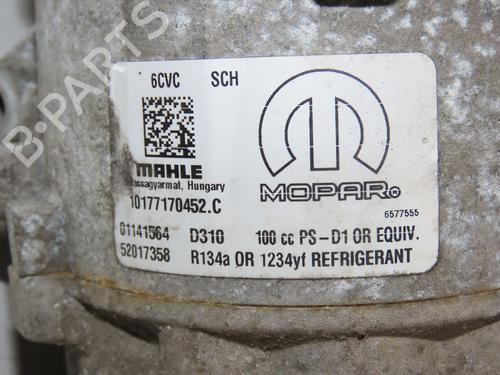 6CVC SCH
MAHLE
10177170452.C
Hungary
MOPAR®
6577555
01141564 D310 100 cc PS-D1 OR EQUIV.
52017358 R134a OR 1234yf REFRIGERANT
B-PARTS